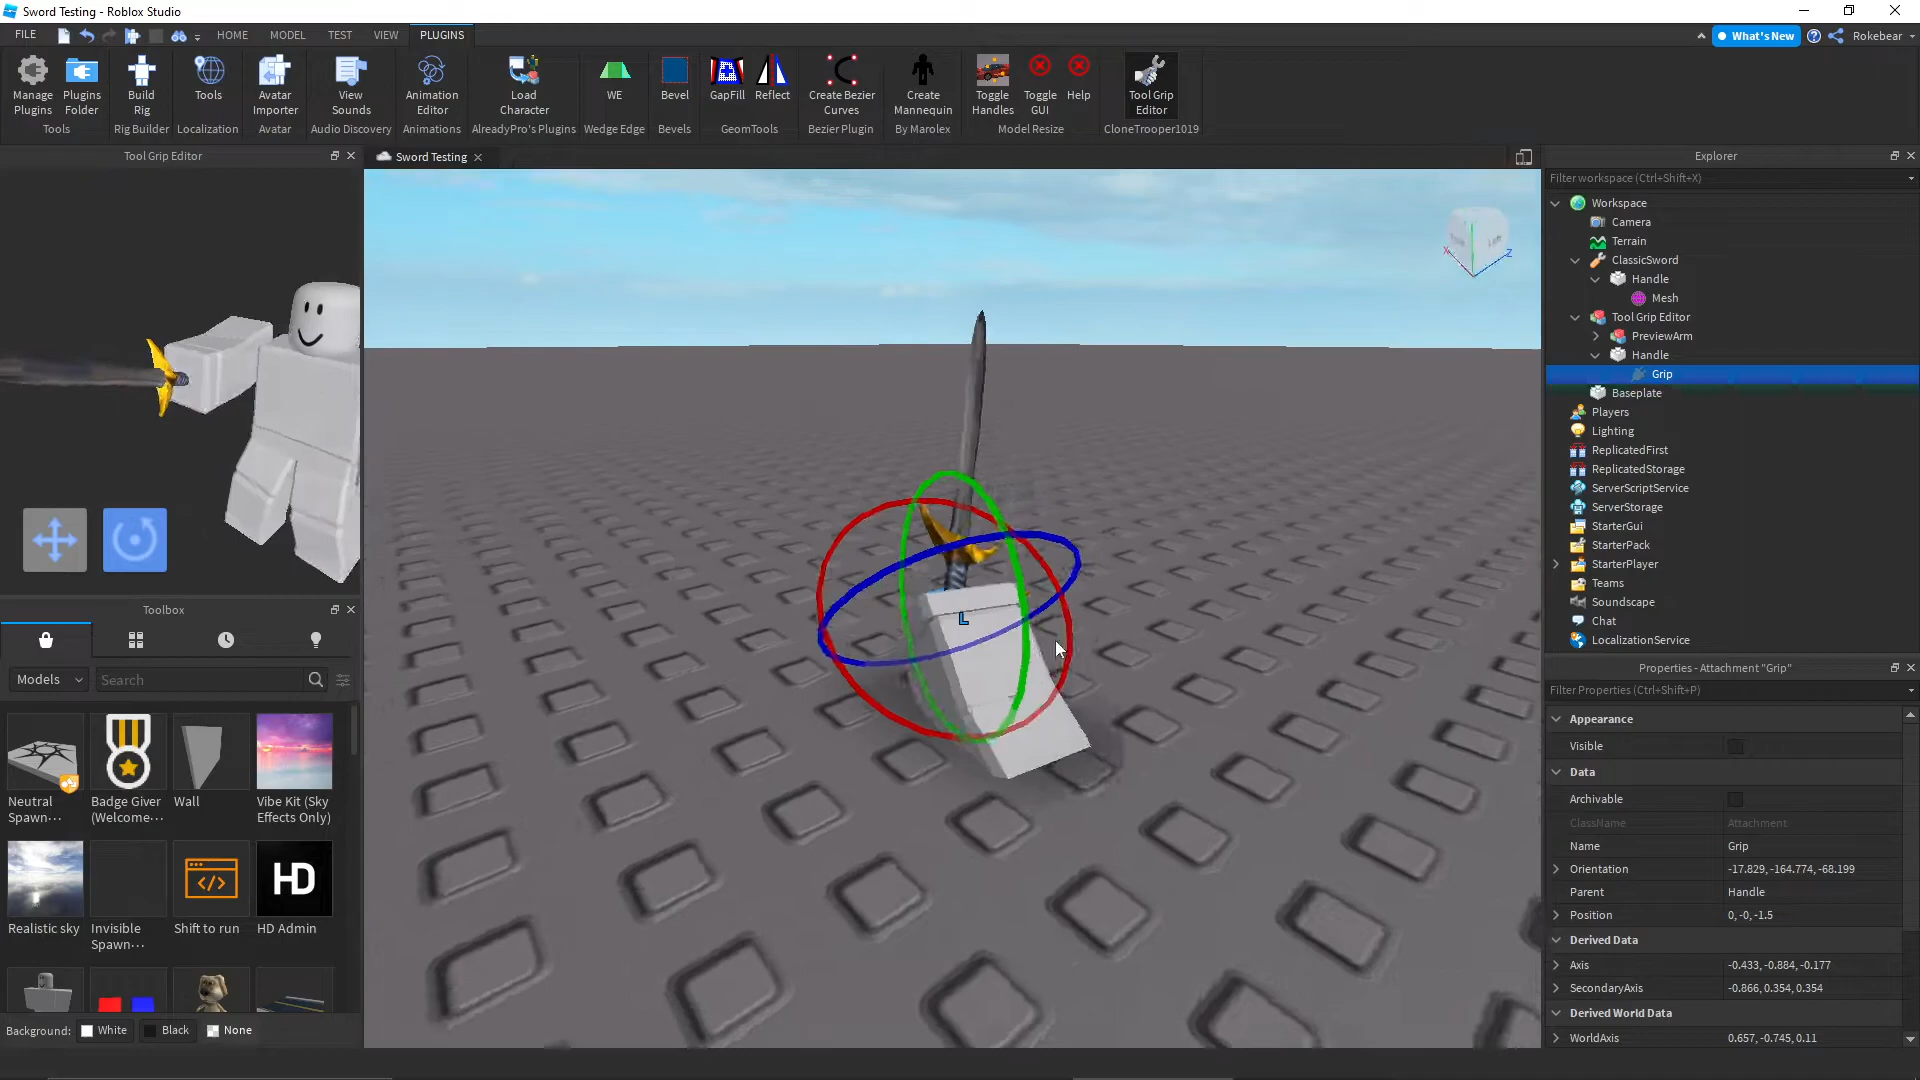 Sword Testing - Roblox Studio
FILE
HOME
MODEL
TEST
VIEW
PLUGINS
What's New
Rokebear
Manage Plugins
Plugins Folder
Build Rig
Tools
Avatar Importer
View Sounds
Animation Editor
Load Character
WE
Bevel
GapFill
Reflect
Create Bezier Curves
Create Mannequin
Toggle Handles
Toggle GUI
Help
Tool Grip Editor
Tools
Rig Builder
Localization
Avatar
Audio Discovery
Animations
AlreadyPro's Plugins
Wedge Edge
Bevels
GeomTools
Bezier Plugin
By Marolex
Model Resize
CloneTrooper1019
Tool Grip Editor
Sword Testing
L
X
Z
Toolbox
Models
Search
Neutral Spawn...
Badge Giver (Welcome...
Wall
Vibe Kit (Sky Effects Only)
HD
Realistic sky
Invisible Spawn...
Shift to run
HD Admin
Background:
White
Black
None
Explorer
Filter workspace (Ctrl+Shift+X)
Workspace
Camera
Terrain
ClassicSword
Handle
Mesh
Tool Grip Editor
PreviewArm
Handle
Grip
Baseplate
Players
Lighting
ReplicatedFirst
ReplicatedStorage
ServerScriptService
ServerStorage
StarterGui
StarterPack
StarterPlayer
Teams
Soundscape
Chat
LocalizationService
Properties - Attachment "Grip"
Filter Properties (Ctrl+Shift+P)
Appearance
Visible
Data
Archivable
ClassName Attachment
Name Grip
Orientation -17.829, -164.774, -68.199
Parent Handle
Position 0, -0, -1.5
Derived Data
Axis -0.433, -0.884, -0.177
SecondaryAxis -0.866, 0.354, 0.354
Derived World Data
WorldAxis 0.657, -0.745, 0.11